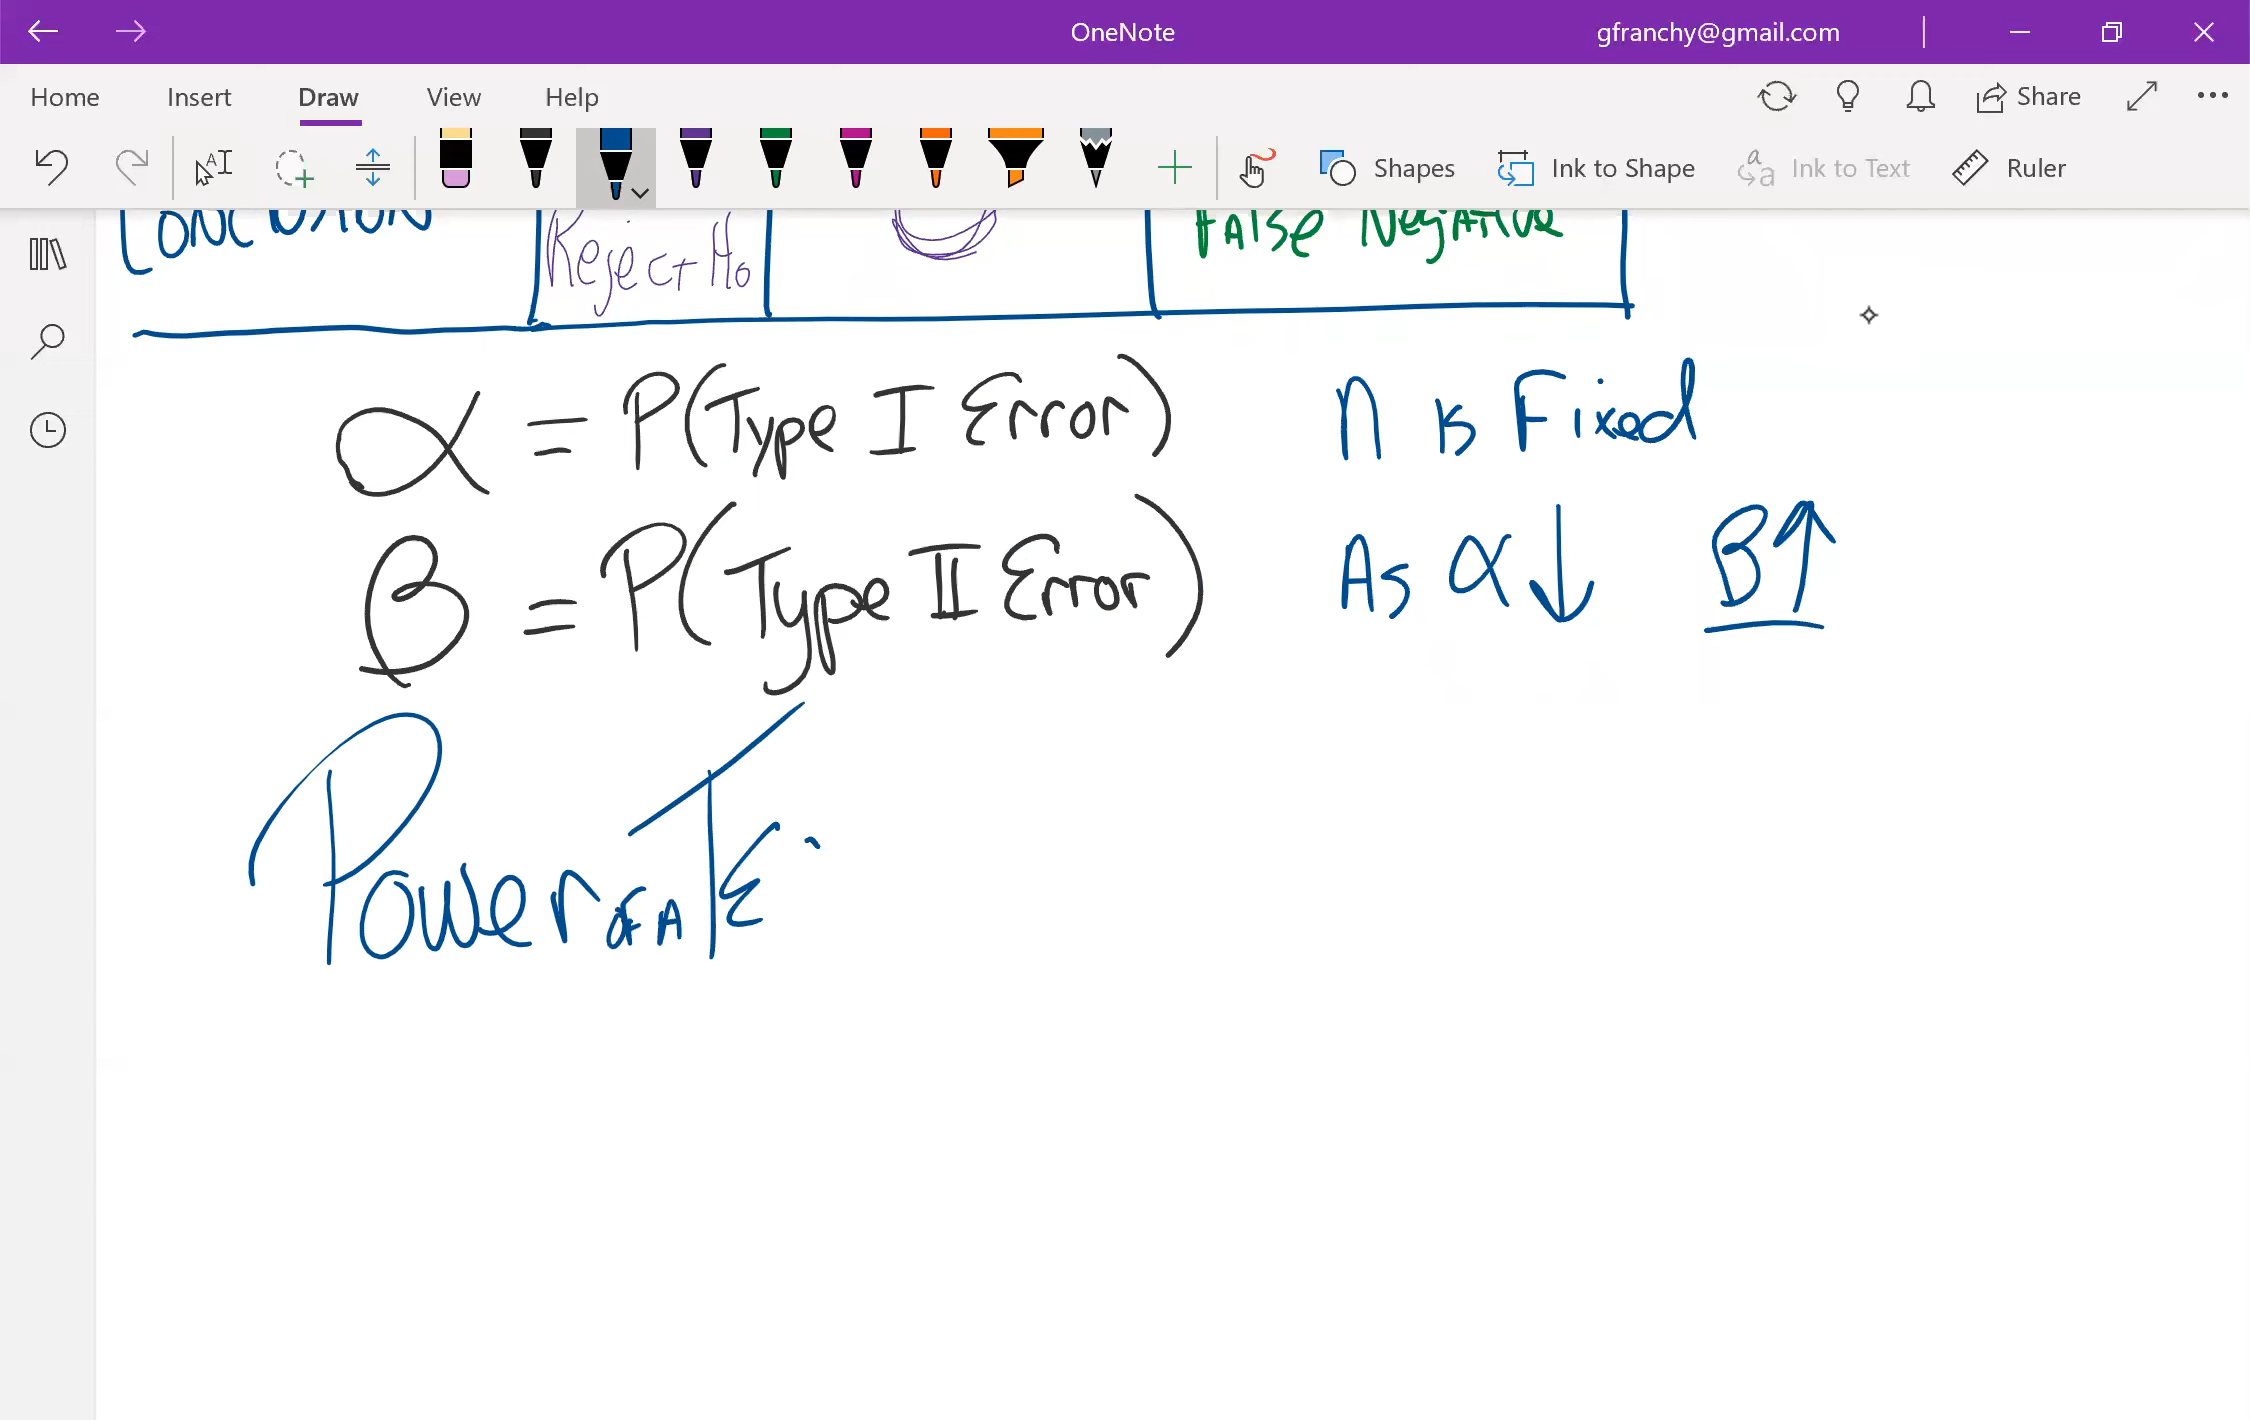 OneNote
gfranchy@gmail.com
Home Insert Draw View Help
Share
Shapes Ink to Shape Ink to Text Ruler
Conclusion Reject H₀ False Negative
α = P(Type I Error) n is Fixed
β = P(Type II Error) As α ↓ β ↑
Power of A TE